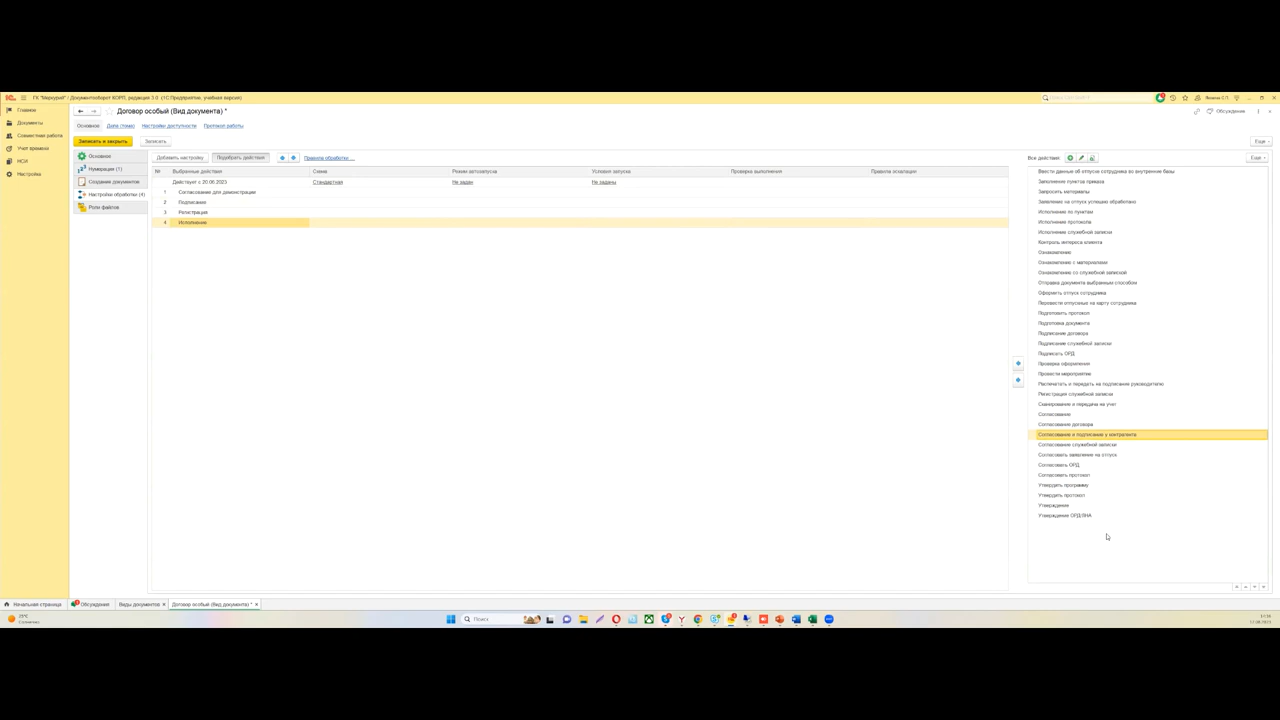 ГК "Меркурий" / Документооборот КОРП, редакция 3.0 (1С:Предприятие, учебная версия)
Главное
Документы
Совместная работа
Учет времени
НСИ
Настройка
Договор особый (Вид документа) *
Обсуждение
Основное Дела (тома) Настройки доступности Протокол работы
Записать и закрыть Записать Еще
Основное
Нумерация (1)
Создание документов
Настройки обработки (4)
Роли файлов
Добавить настройку Подобрать действия Правила обработки ... Все действия: Еще
№ Выбранные действия Схема Режим автозапуска Условия запуска Проверка выполнения Правила эскалации
Действует с 20.06.2023 Стандартная Не задан Не заданы
1 Согласование для демонстрации
2 Подписание
3 Регистрация
4 Исполнение
Ввести данные об отпуске сотрудника во внутренние базы
Заполнение пунктов приказа
Запросить материалы
Заявление на отпуск успешно обработано
Исполнение по пунктам
Исполнение протокола
Исполнение служебной записки
Контроль интереса клиента
Ознакомление
Ознакомление с материалами
Ознакомление со служебной запиской
Отправка документа выбранным способом
Оформить отпуск сотрудника
Перевести отпускные на карту сотрудника
Подготовить протокол
Подготовка документа
Подписание договора
Подписание служебной записки
Подписать ОРД
Проверка оформления
Провести мероприятие
Распечатать и передать на подписание руководителю
Регистрация служебной записки
Сканирование и передача на учет
Согласование
Согласование договора
Согласование и подписание у контрагента
Согласование служебной записки
Согласовать заявление на отпуск
Согласовать ОРД
Согласовать протокол
Утвердить программу
Утвердить протокол
Утверждение
Утверждение ОРД/ЛНА
Начальная страница Обсуждения Виды документов Договор особый (Вид документа) *
25°C
Поиск